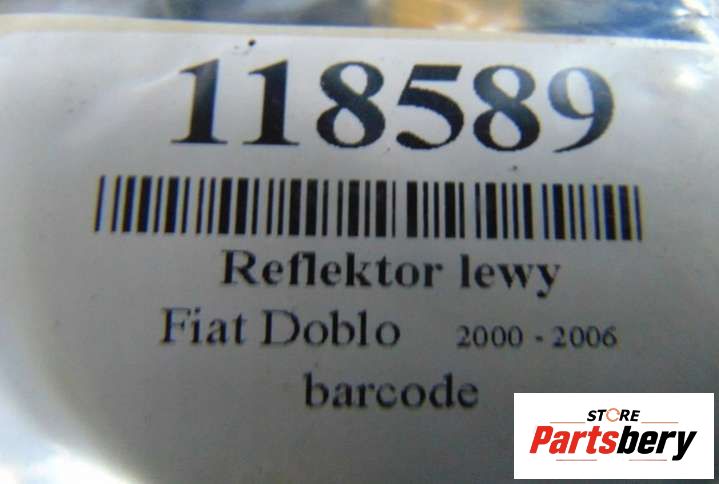 118589
Reflektor lewy
Fiat Doblo 2000 - 2006
barcode
STORE
Partsbery